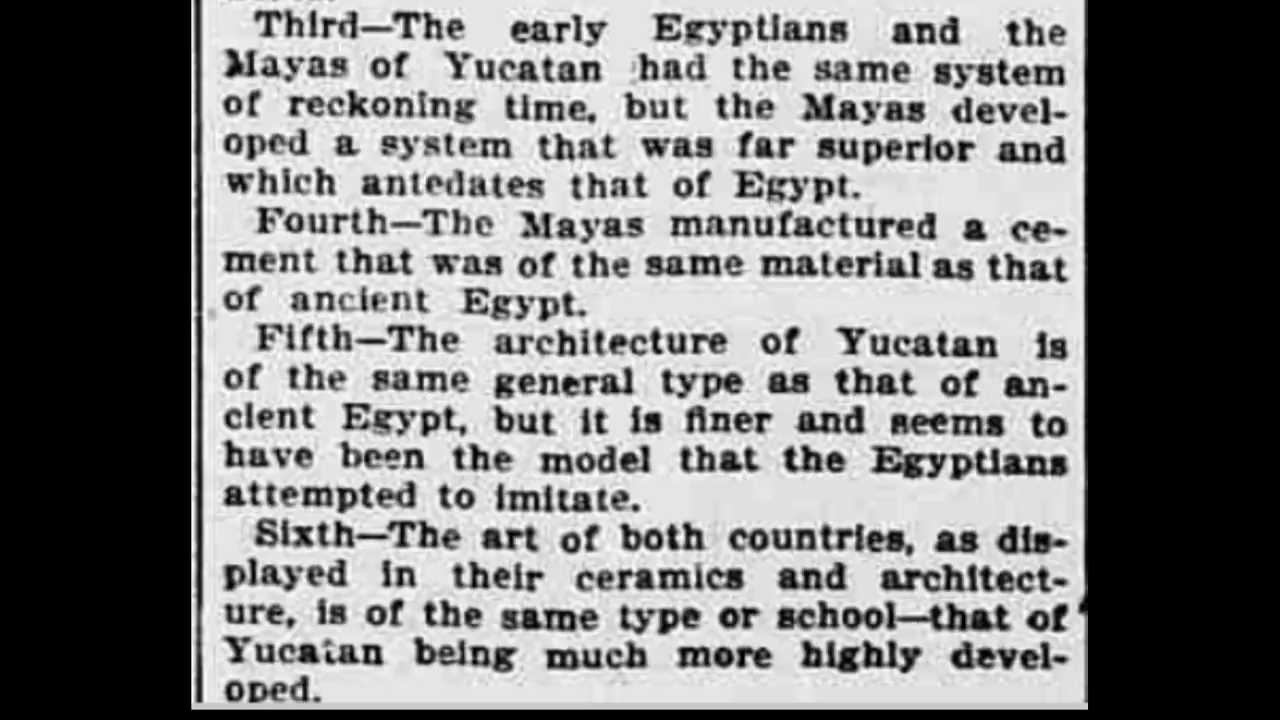 Third—The early Egyptians and the
Mayas of Yucatan had the same system
of reckoning time, but the Mayas devel-
oped a system that was far superior and
which antedates that of Egypt.
Fourth—The Mayas manufactured a ce-
ment that was of the same material as that
of ancient Egypt.
Fifth—The architecture of Yucatan is
of the same general type as that of an-
cient Egypt, but it is finer and seems to
have been the model that the Egyptians
attempted to imitate.
Sixth—The art of both countries, as dis-
played in their ceramics and architect-
ure, is of the same type or school—that of
Yucatan being much more highly devel-
oped.